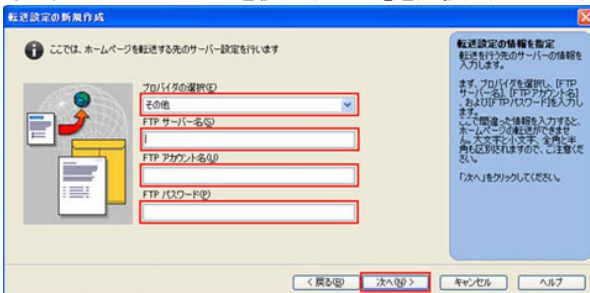 転送設定の新規作成
ここでは、ホームページを転送する先のサーバー設定を行います
プロバイダの選択(E)
その他
FTP サーバー名(S)
FTP アカウント名(U)
FTP パスワード(P)
転送設定の情報を指定
転送を行う先のサーバーの情報を
入力します。
まず、プロバイダを選択し、[FTP
サーバー名]、[FTPアカウント名]
、および[FTPパスワード]を入力し
ます。
ここで間違った情報を入力すると、
ホームページの転送ができませ
ん。大文字と小文字、全角と半
角も区別されますので、ご注意くだ
さい。
「次へ」をクリックしてください。
< 戻る(B)
次へ(N) >
キャンセル
ヘルプ